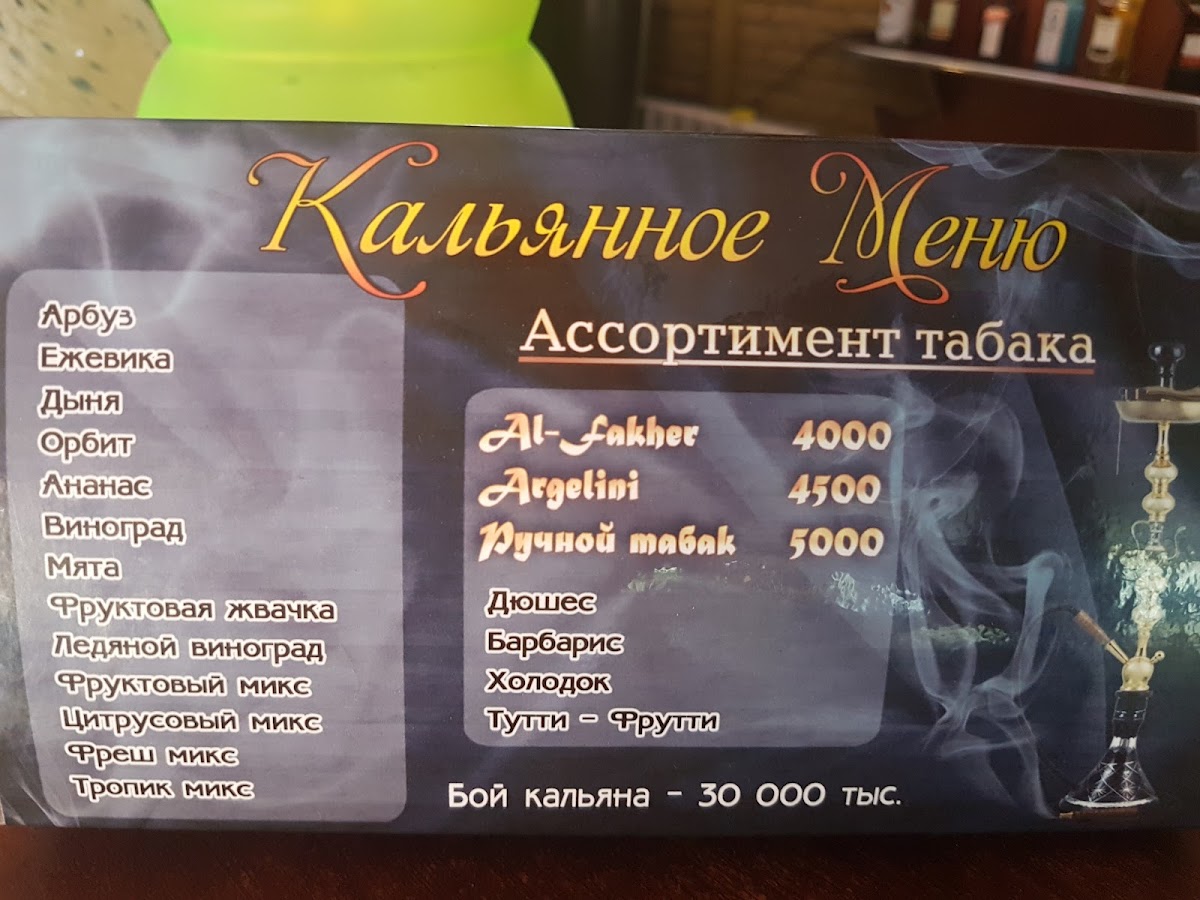 Кальянное Меню
Арбуз
Ежевика
Дыня
Орбит
Ананас
Виноград
Мята
Фруктовая жвачка
Ледяной виноград
Фруктовый микс
Цитрусовый микс
Фреш микс
Тропик микс
Ассортимент табака
Al-Fakher 4000
Argelini 4500
Ручной табак 5000
Дюшес
Барбарис
Холодок
Тутти - Фрутти
Бой кальяна - 30 000 тыс.